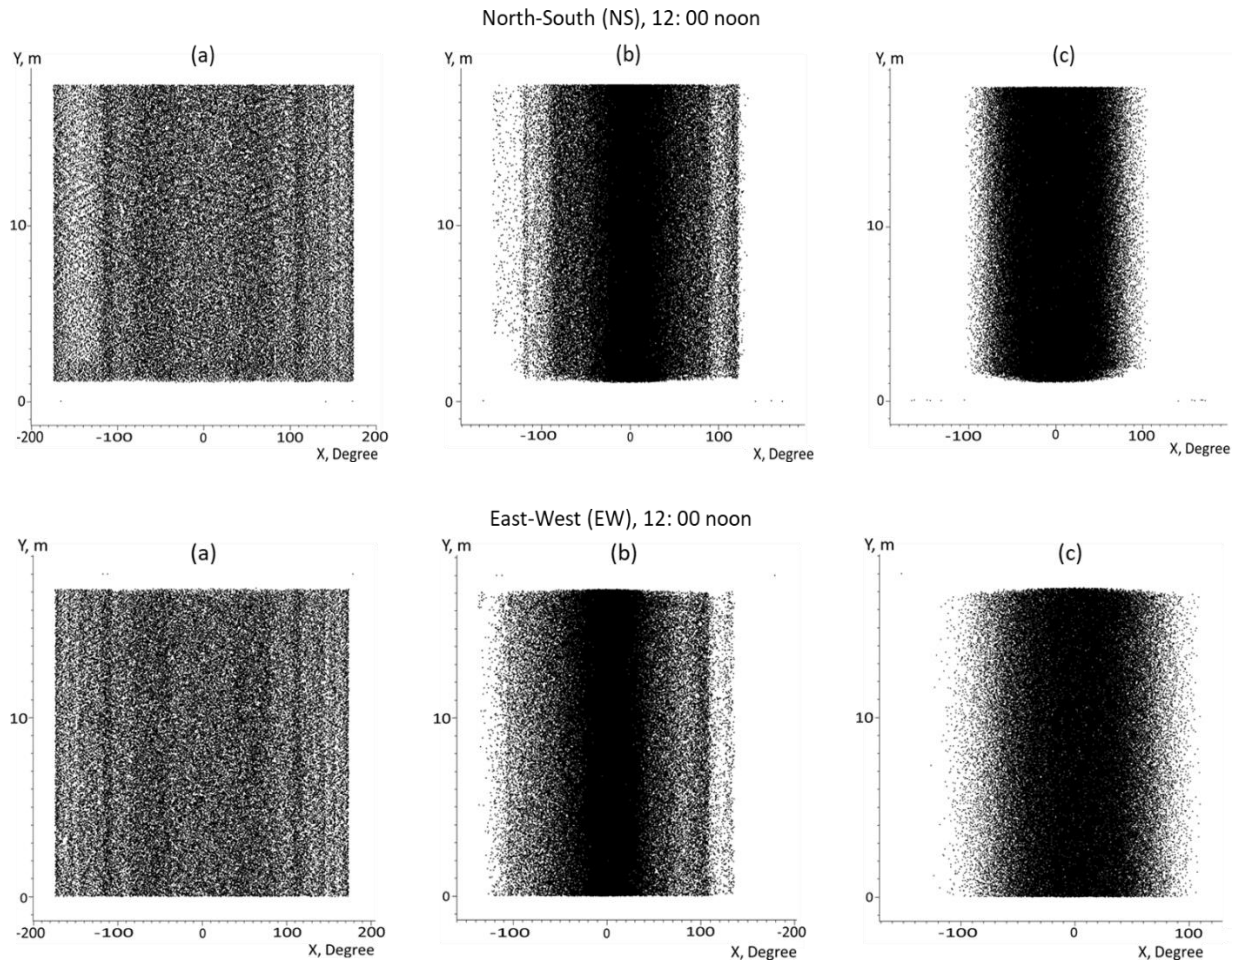 North-South (NS), 12: 00 noon
(a) (b) (c)
Y, m Y, m Y, m
10 10 10
0 0 0
-200 -100 0 100 200 -100 0 100 -100 0 100
X, Degree X, Degree X, Degree
East-West (EW), 12: 00 noon
(a) (b) (c)
Y, m Y, m Y, m
10 10 10
0 0 0
-200 -100 0 100 200 -200 -100 0 100 -200 -100 0 100
X, Degree X, Degree X, Degree